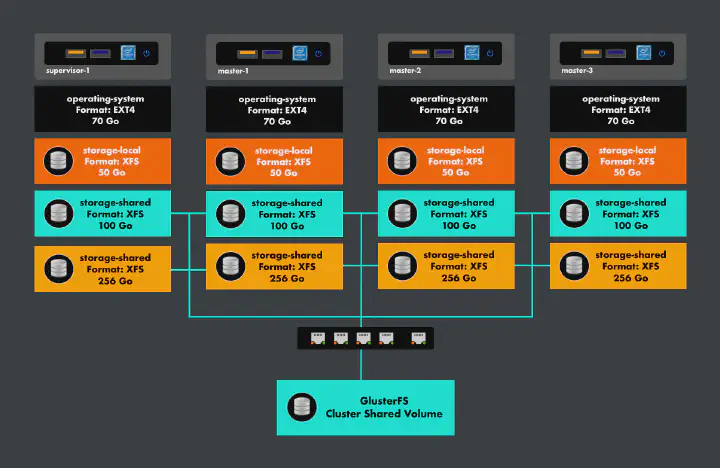 supervisor-1
master-1
master-2
master-3
operating-system
Format: EXT4
70 Go
operating-system
Format: EXT4
70 Go
operating-system
Format: EXT4
70 Go
operating-system
Format: EXT4
70 Go
storage-local
Format: XFS
50 Go
storage-local
Format: XFS
50 Go
storage-local
Format: XFS
50 Go
storage-local
Format: XFS
50 Go
storage-shared
Format: XFS
100 Go
storage-shared
Format: XFS
100 Go
storage-shared
Format: XFS
100 Go
storage-shared
Format: XFS
100 Go
storage-shared
Format: XFS
256 Go
storage-shared
Format: XFS
256 Go
storage-shared
Format: XFS
256 Go
storage-shared
Format: XFS
256 Go
GlusterFS
Cluster Shared Volume